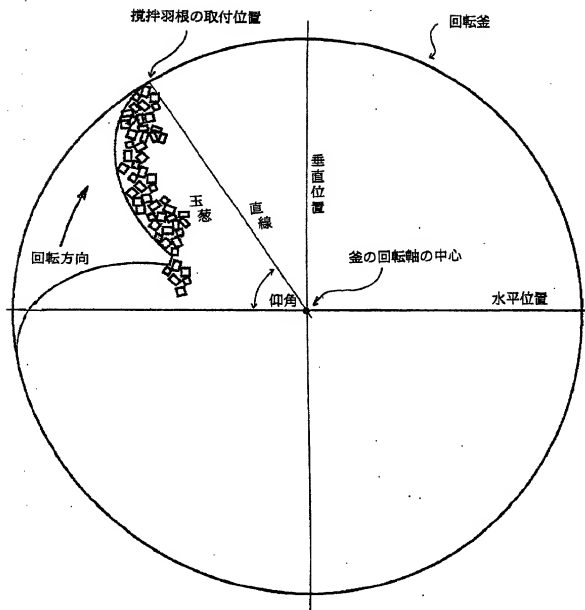 撹拌羽根の取付位置
回転釜
垂直位置
玉葱
直線
回転方向
釜の回転軸の中心
仰角
水平位置